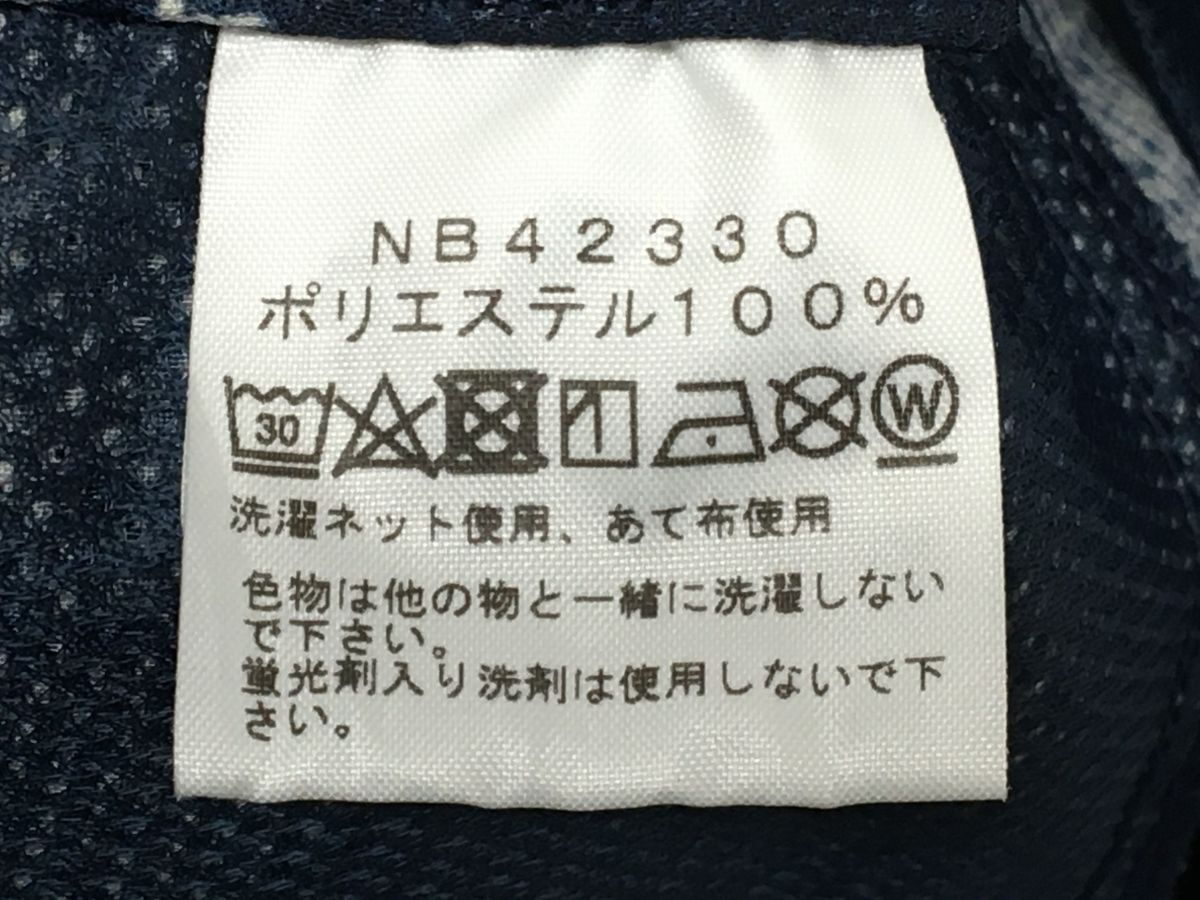 NB42330
ポリエステル100%
30 W
洗濯ネット使用、あて布使用
色物は他の物と一緒に洗濯しない
で下さい。
蛍光剤入り洗剤は使用しないで下
さい。